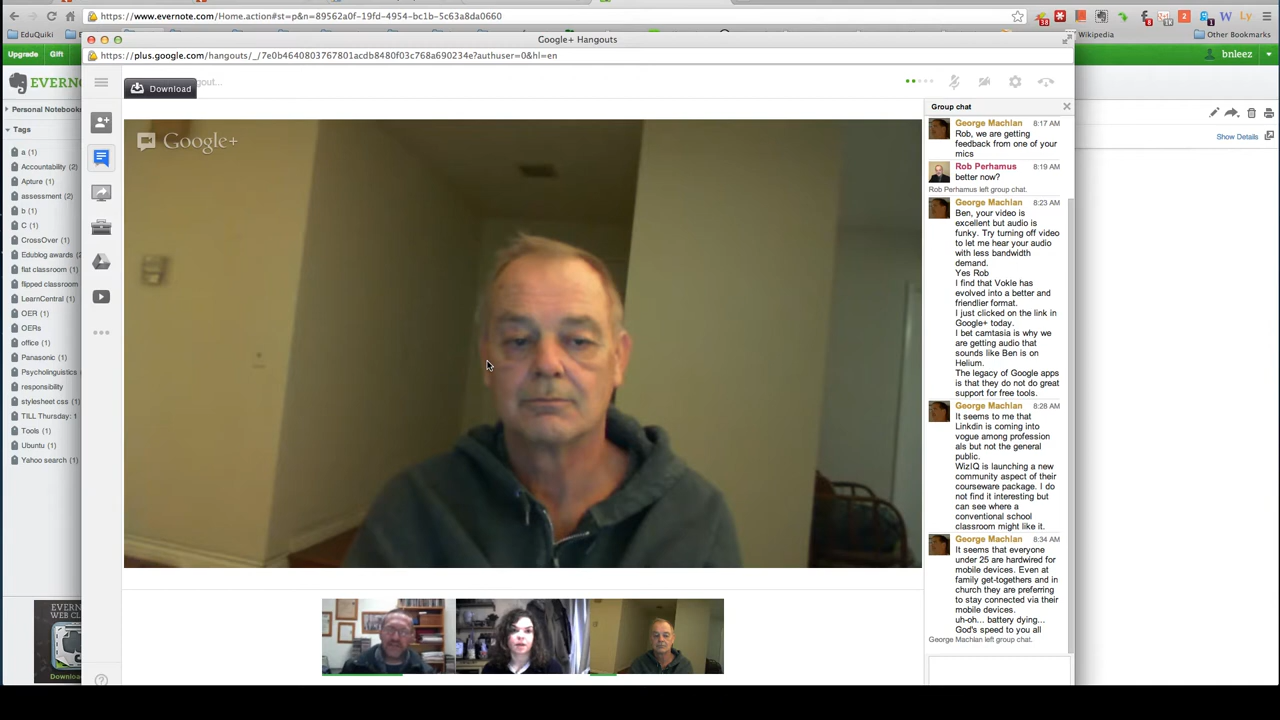 https://www.evernote.com/Home.action#st=p&n=89562a0f-19fd-4954-bc1b-5c63a8da0660
EduQuiki
Wikipedia
Other Bookmarks
Google+ Hangouts
Upgrade
Gift
bnleez
https://plus.google.com/hangouts/_/7e0b4640803767801acdb8480f03c768a690234e?authuser=0&hl=en
EVERN
Download
gout...
Personal Notebook
Tags
a (1)
Accountability (2)
Apture (1)
assessment (2)
b (1)
C (1)
CrossOver (1)
Edublog awards
flat classroom (1)
flipped classroom
LearnCentral (1)
OER (1)
OERs
office (1)
Panasonic (1)
Psycholinguistics
responsibility
stylesheet css (1)
TILL Thursday: 1
Tools (1)
Ubuntu (1)
Yahoo search (1)
EVERN
WEB CL
Downloa
Google+
Group chat
George Machlan 8:17 AM
Rob, we are getting
feedback from one of your
mics
Rob Perhamus 8:19 AM
better now?
Rob Perhamus left group chat.
George Machlan 8:23 AM
Ben, your video is
excellent but audio is
funky. Try turning off video
to let me hear your audio
with less bandwidth
demand.
Yes Rob
I find that Vokle has
evolved into a better and
friendlier format.
I just clicked on the link in
Google+ today.
I bet camtasia is why we
are getting audio that
sounds like Ben is on
Helium.
The legacy of Google apps
is that they do not do great
support for free tools.
George Machlan 8:28 AM
It seems to me that
Linkdin is coming into
vogue among profession
als but not the general
public.
WizIQ is launching a new
community aspect of their
courseware package. I do
not find it interesting but
can see where a
conventional school
classroom might like it.
George Machlan 8:34 AM
It seems that everyone
under 25 are hardwired for
mobile devices. Even at
family get-togethers and in
church they are preferring
to stay connected via their
mobile devices.
uh-oh... battery dying...
God's speed to you all
George Machlan left group chat.
Show Details